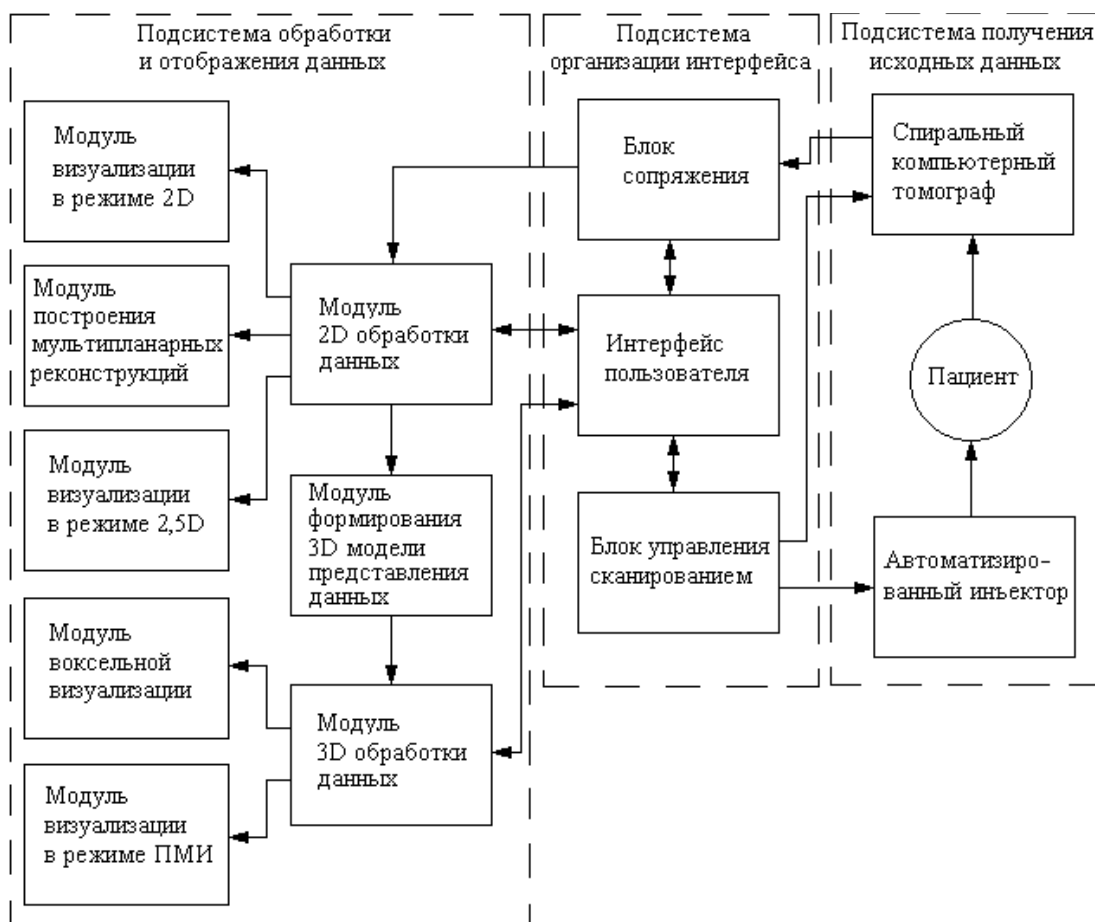 Подсистема обработки
и отображения данных
Подсистема
организации интерфейса
Подсистема получения
исходных данных
Модуль
визуализации
в режиме 2D
Модуль
построения
мультипланарных
реконструкций
Модуль
визуализации
в режиме 2,5D
Модуль
воксельной
визуализации
Модуль
визуализации
в режиме ПМИ
Модуль
2D обработки
данных
Модуль
формирования
3D модели
представления
данных
Модуль
3D обработки
данных
Блок
сопряжения
Интерфейс
пользователя
Блок управления
сканированием
Спиральный
компьютерный
томограф
Пациент
Автоматизиро-
ванный инъектор